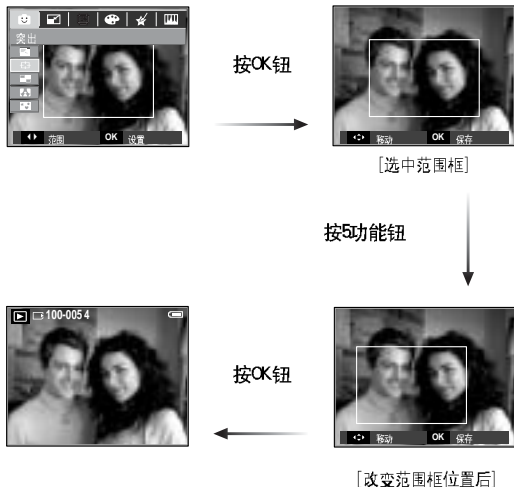 突出
范围 OK 设置
按OK钮
移动 OK 保存
[选中范围框]
按5功能钮
100-0054
按OK钮
移动 OK 保存
[改变范围框位置后]